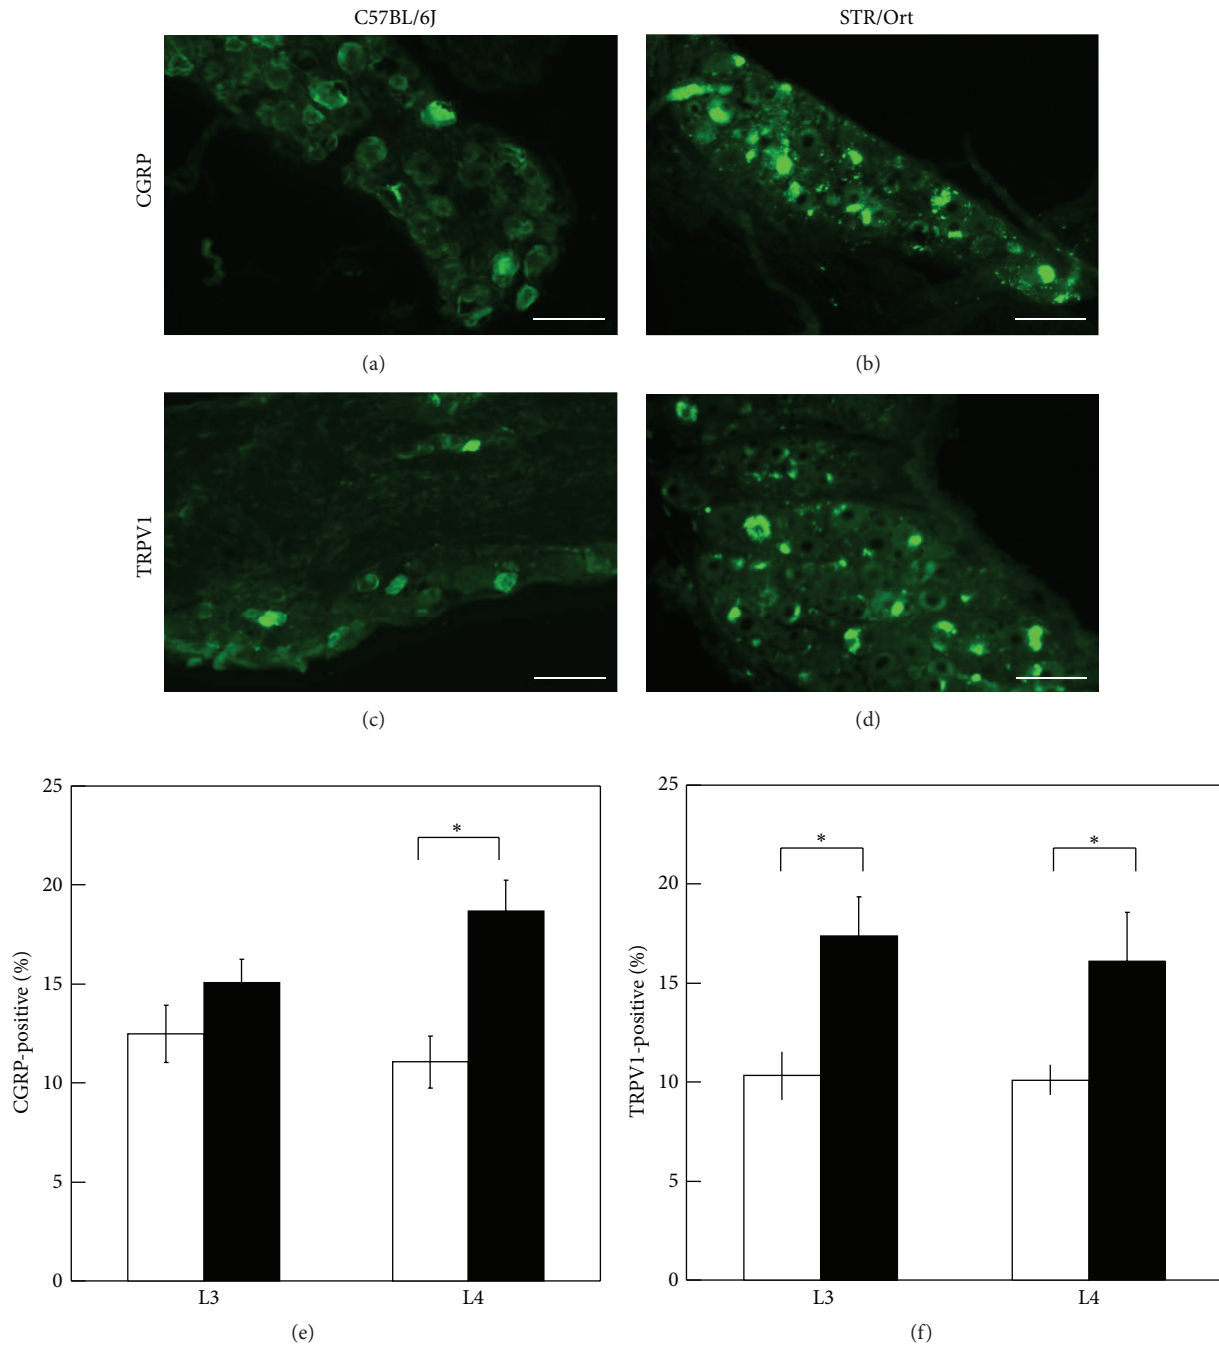 C57BL/6J
STR/Ort
CGRP
(a)
(b)
TRPV1
(c)
(d)
CGRP-positive (%)
25
20
15
10
5
0
*
L3
L4
(e)
TRPV1-positive (%)
25
20
15
10
5
0
*
*
L3
L4
(f)